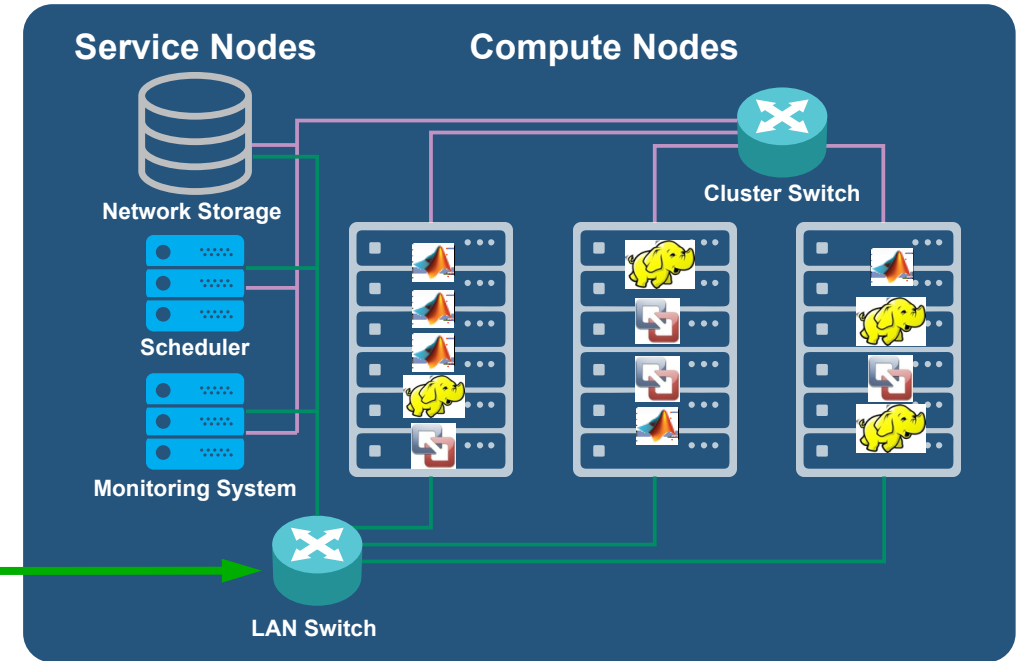 Service Nodes
Compute Nodes
Cluster Switch
Network Storage
Scheduler
Monitoring System
LAN Switch